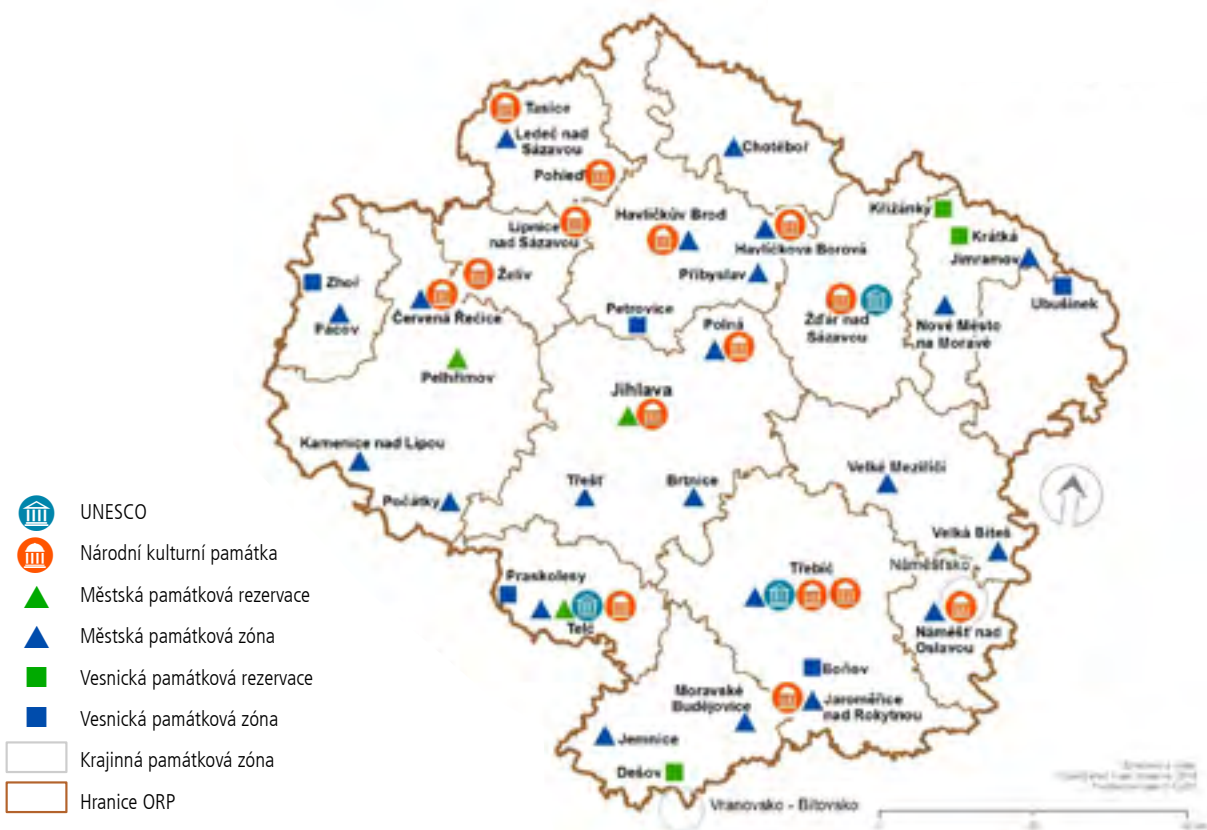 Tasice
Ledeč nad
Sázavou
Chotěboř
Pohleď
Křižánky
Lipnice
nad Sázavou
Havlíčkův Brod
Havlíčkova Borová
Krátká
Jimramov
Zhoř
Želiv
Přibyslav
Ubušínek
Pacov
Červená Řečice
Petrovice
Polná
Žďár nad
Sázavou
Nové Město
na Moravě
Pelhřimov
Jihlava
Kamenice nad Lipou
Velké Meziříčí
Počátky
Třešť
Brtnice
Velká Bíteš
Náměšťsko
Praskolesy
Telč
Třebíč
Náměšť nad
Oslavou
Boňov
Moravské
Budějovice
Jaroměřice
nad Rokytnou
Jemnice
Dešov
Vranovsko - Bítovsko
UNESCO
Národní kulturní památka
Městská památková rezervace
Městská památková zóna
Vesnická památková rezervace
Vesnická památková zóna
Krajinná památková zóna
Hranice ORP